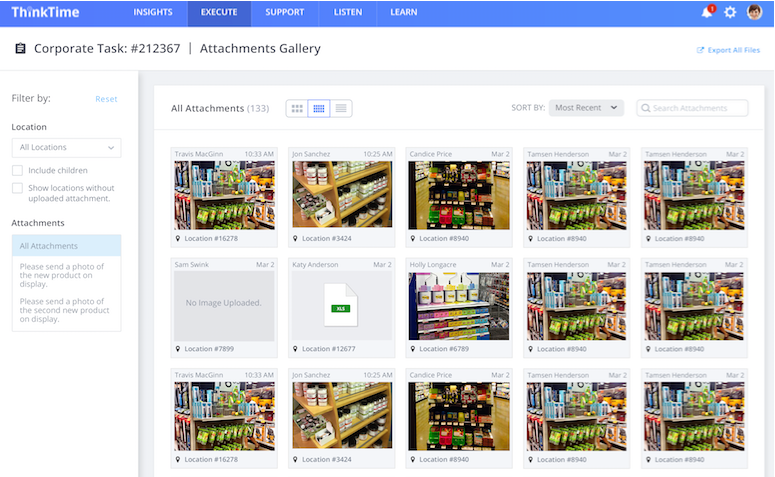 ThinkTime INSIGHTS EXECUTE SUPPORT LISTEN LEARN 1
Corporate Task: #212367 | Attachments Gallery Export All Files
Filter by: Reset
Location
All Locations
Include children
Show locations without
uploaded attachment.
Attachments
All Attachments
Please send a photo of
the new product on
display.
Please send a photo of
the second new product
on display.
All Attachments (133) SORT BY: Most Recent Search Attachments
Travis MacGinn 10:33 AM Jon Sanchez 10:25 AM Candice Price Mar 2 Tamsen Henderson Mar 2 Tamsen Henderson Mar 2
Location #16278 Location #3424 Location #8940 Location #8940 Location #8940
Sam Swink Mar 2 Katy Anderson Mar 2 Holly Longacre Mar 2 Tamsen Henderson Mar 2 Tamsen Henderson Mar 2
No Image Uploaded. XLS
Location #7899 Location #12677 Location #6789 Location #8940 Location #8940
Travis MacGinn 10:33 AM Jon Sanchez 10:25 AM Candice Price Mar 2 Tamsen Henderson Mar 2 Tamsen Henderson Mar 2
Location #16278 Location #3424 Location #8940 Location #8940 Location #8940